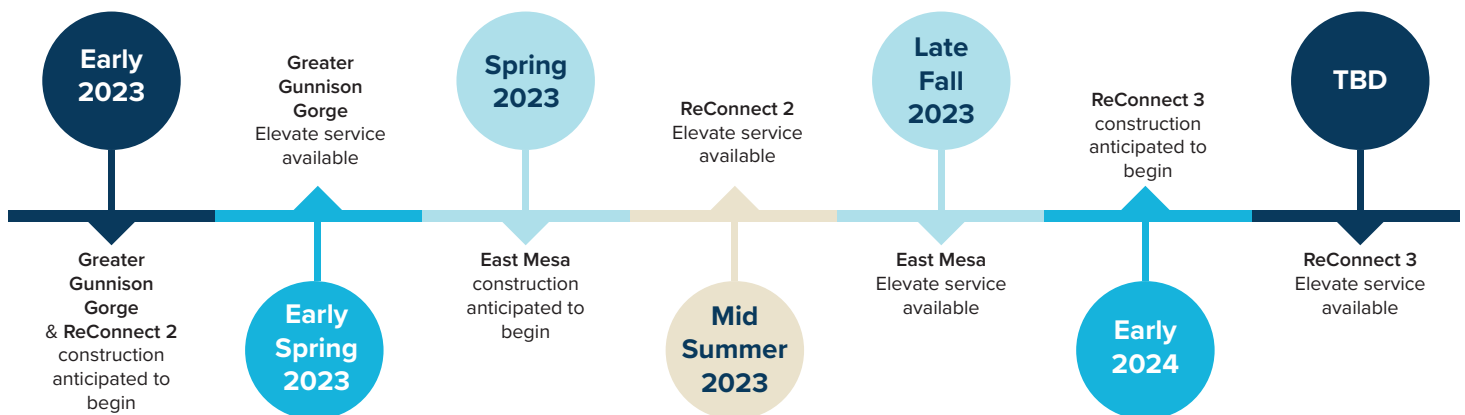 Early
2023
Greater
Gunnison
Gorge
& ReConnect 2
construction
anticipated to
begin
Greater
Gunnison
Gorge
Elevate service
available
Early
Spring
2023
Spring
2023
East Mesa
construction
anticipated to
begin
ReConnect 2
Elevate service
available
Mid
Summer
2023
Late
Fall
2023
East Mesa
Elevate service
available
ReConnect 3
construction
anticipated to
begin
Early
2024
TBD
ReConnect 3
Elevate service
available